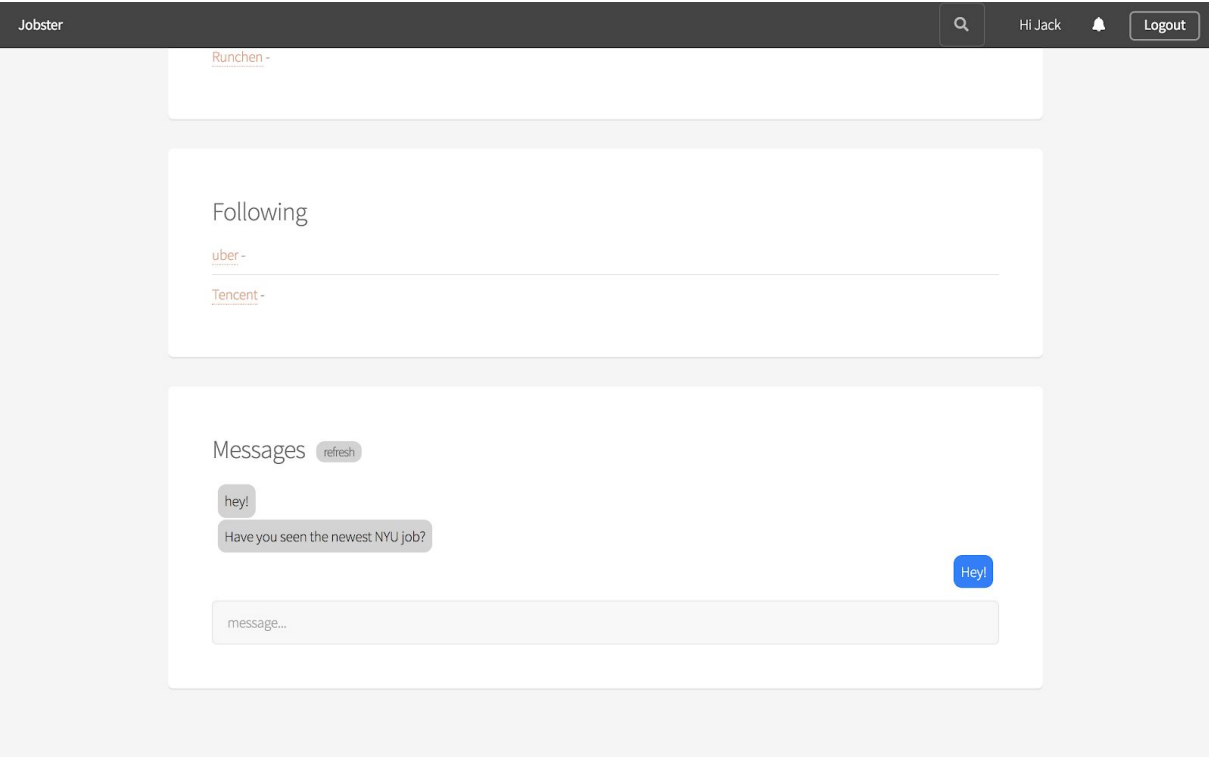 Jobster Hi Jack Logout
Runchen -
Following
uber -
Tencent -
Messages refresh
hey!
Have you seen the newest NYU job?
Hey!
message...